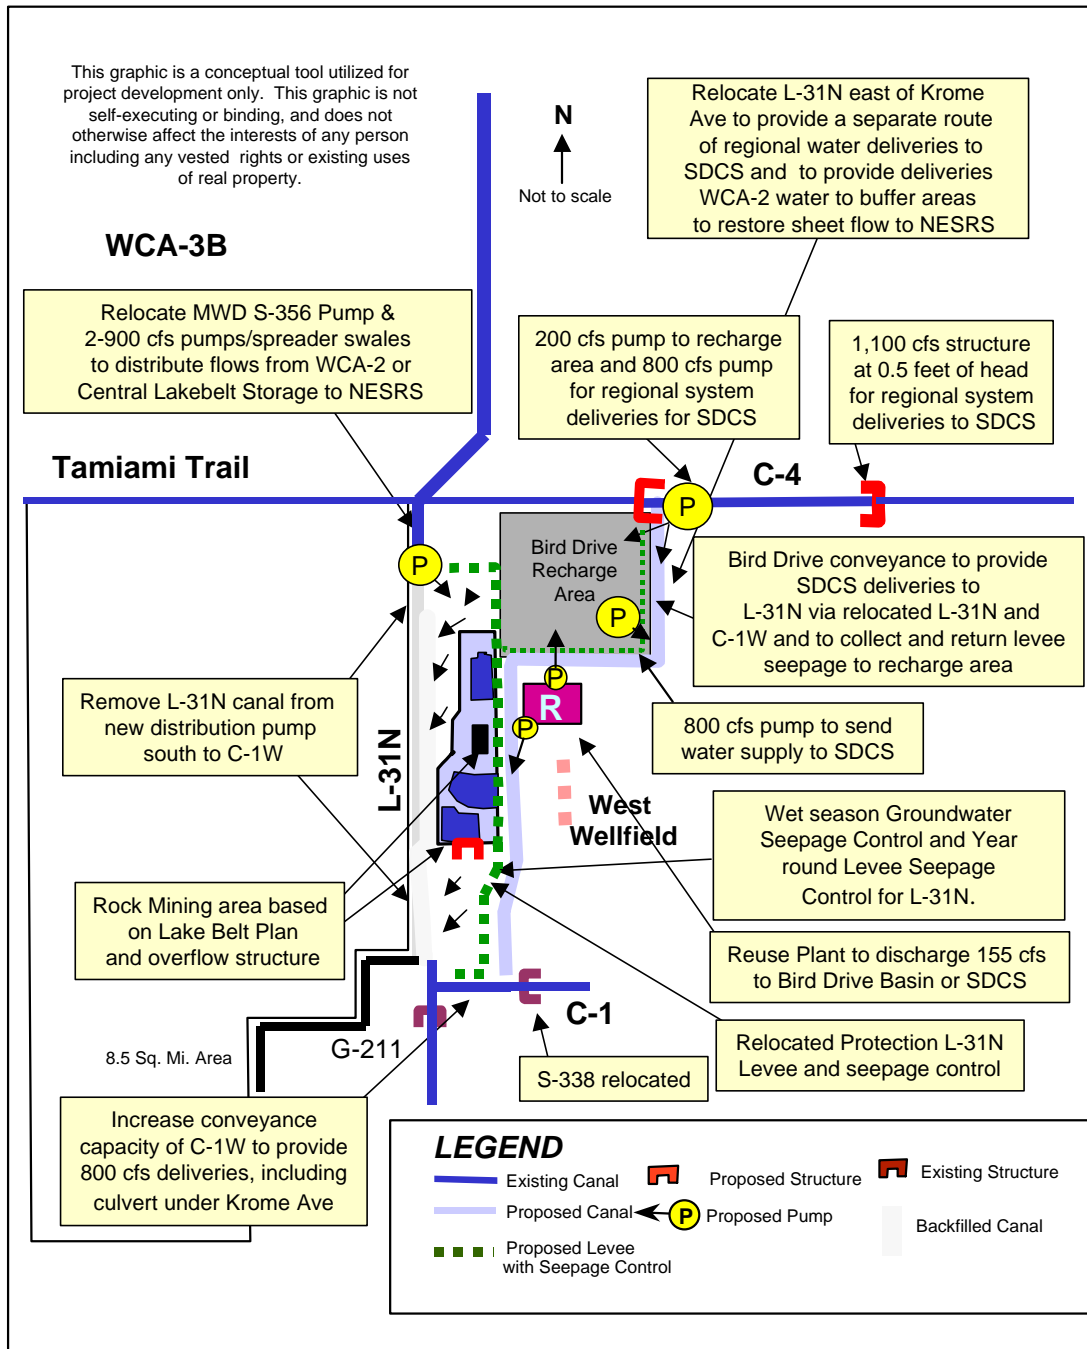 This graphic is a conceptual tool utilized for
project development only. This graphic is not
self-executing or binding, and does not
otherwise affect the interests of any person
including any vested rights or existing uses
of real property.
N
Not to scale
Relocate L-31N east of Krome
Ave to provide a separate route
of regional water deliveries to
SDCS and to provide deliveries
WCA-2 water to buffer areas
to restore sheet flow to NESRS
WCA-3B
Relocate MWD S-356 Pump &
2-900 cfs pumps/spreader swales
to distribute flows from WCA-2 or
Central Lakebelt Storage to NESRS
200 cfs pump to recharge
area and 800 cfs pump
for regional system
deliveries for SDCS
1,100 cfs structure
at 0.5 feet of head
for regional system
deliveries to SDCS
Tamiami Trail
C-4
P
P
Bird Drive
Recharge
Area
P
Bird Drive conveyance to provide
SDCS deliveries to
L-31N via relocated L-31N and
C-1W and to collect and return levee
seepage to recharge area
Remove L-31N canal from
new distribution pump
south to C-1W
P
R
P
800 cfs pump to send
water supply to SDCS
L-31N
West
Wellfield
Wet season Groundwater
Seepage Control and Year
round Levee Seepage
Control for L-31N.
Rock Mining area based
on Lake Belt Plan
and overflow structure
Reuse Plant to discharge 155 cfs
to Bird Drive Basin or SDCS
C-1
G-211
8.5 Sq. Mi. Area
S-338 relocated
Relocated Protection L-31N
Levee and seepage control
Increase conveyance
capacity of C-1W to provide
800 cfs deliveries, including
culvert under Krome Ave
LEGEND
Existing Canal
Proposed Structure
Existing Structure
Proposed Canal
P
Proposed Pump
Backfilled Canal
Proposed Levee
with Seepage Control